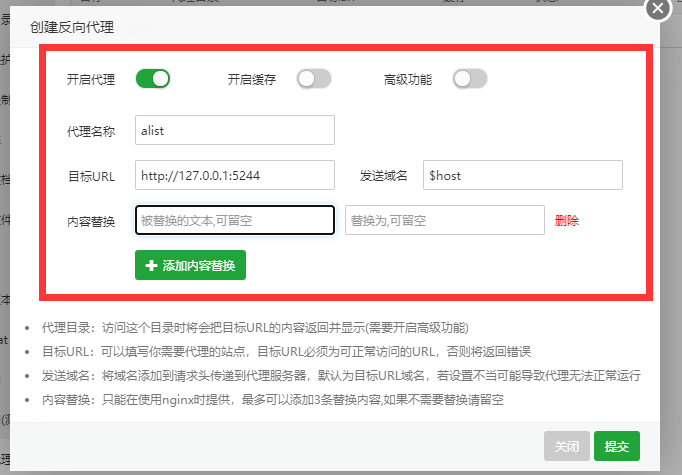 创建反向代理
开启代理 开启缓存 高级功能
代理名称 alist
目标URL http://127.0.0.1:5244 发送域名 $host
内容替换 被替换的文本,可留空 替换为,可留空 删除
添加内容替换
代理目录：访问这个目录时将会把目标URL的内容返回并显示(需要开启高级功能)
目标URL：可以填写你需要代理的站点，目标URL必须为可正常访问的URL，否则将返回错误
发送域名：将域名添加到请求头传递到代理服务器，默认为目标URL域名，若设置不当可能导致代理无法正常运行
内容替换：只能在使用nginx时提供，最多可以添加3条替换内容,如果不需要替换请留空
关闭 提交